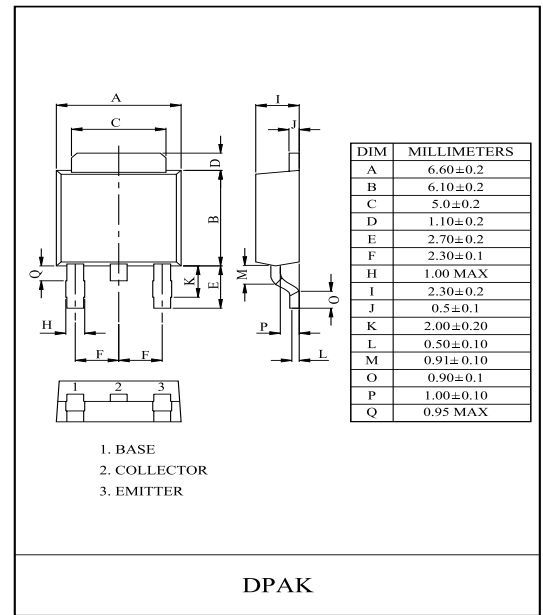 A
C
D
B
Q
K
E
H
F F
1 2 3
I
J
M
O
P
L
1. BASE
2. COLLECTOR
3. EMITTER
DIM MILLIMETERS
A 6.60±0.2
B 6.10±0.2
C 5.0±0.2
D 1.10±0.2
E 2.70±0.2
F 2.30±0.1
H 1.00 MAX
I 2.30±0.2
J 0.5±0.1
K 2.00±0.20
L 0.50±0.10
M 0.91±0.10
O 0.90±0.1
P 1.00±0.10
Q 0.95 MAX
DPAK